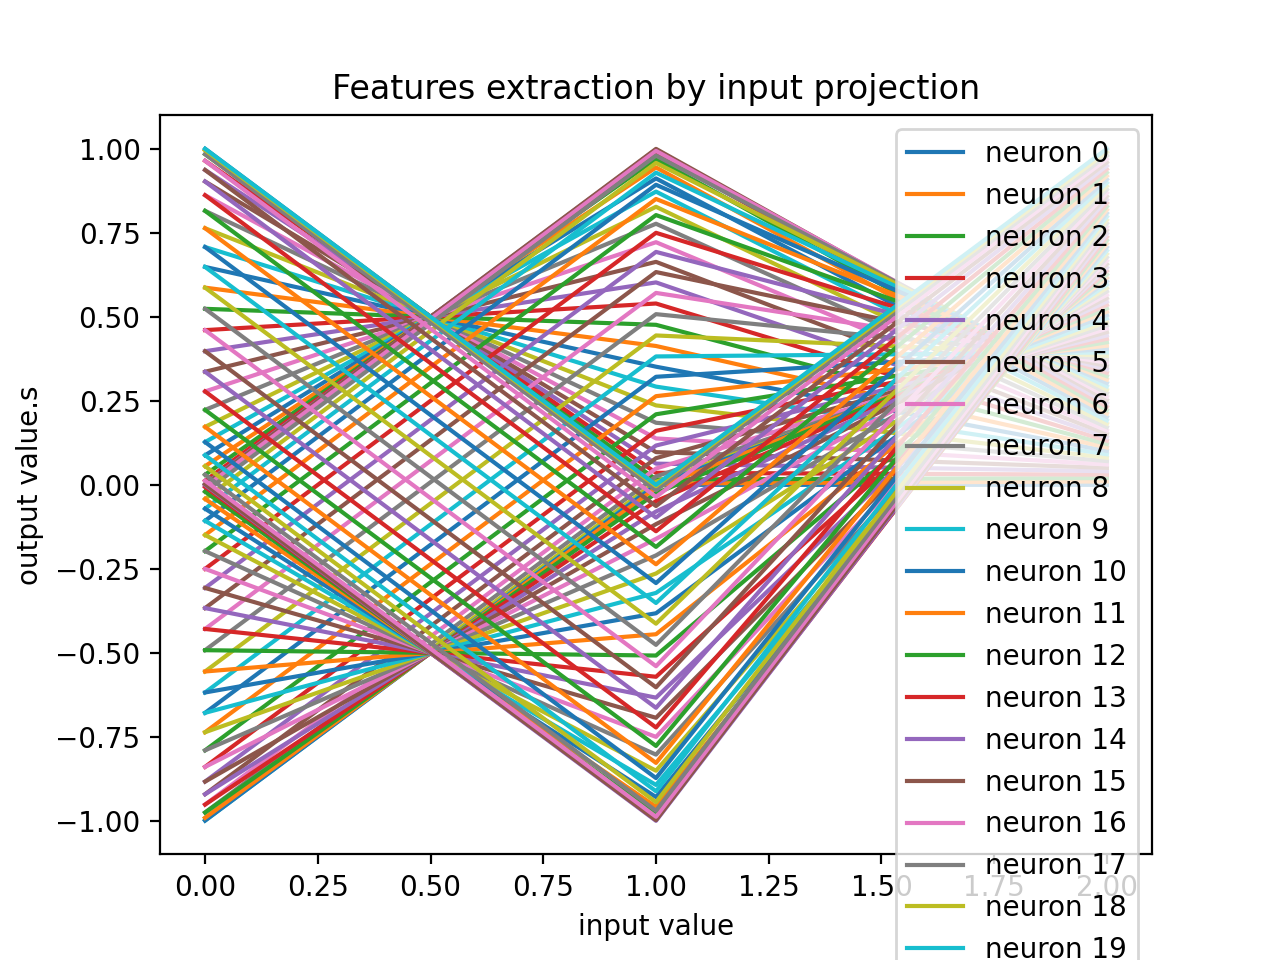 Features extraction by input projection
output value.s
1.00
0.75
0.50
0.25
0.00
−0.25
−0.50
−0.75
−1.00
neuron 0
neuron 1
neuron 2
neuron 3
neuron 4
neuron 5
neuron 6
neuron 7
neuron 8
neuron 9
neuron 10
neuron 11
neuron 12
neuron 13
neuron 14
neuron 15
neuron 16
neuron 17
neuron 18
neuron 19
0.00 0.25 0.50 0.75 1.00 1.25 1.50 1.75 2.00
input value